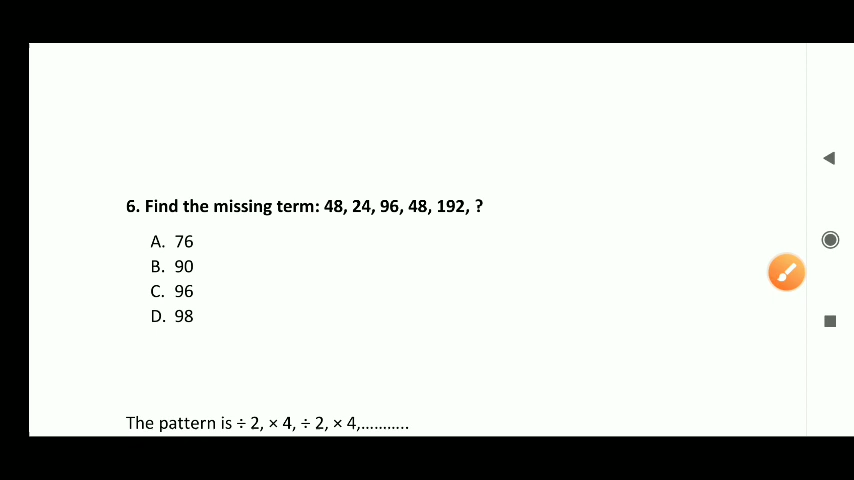 6. Find the missing term: 48, 24, 96, 48, 192, ?
A. 76
B. 90
C. 96
D. 98
The pattern is ÷ 2, × 4, ÷ 2, × 4,...........